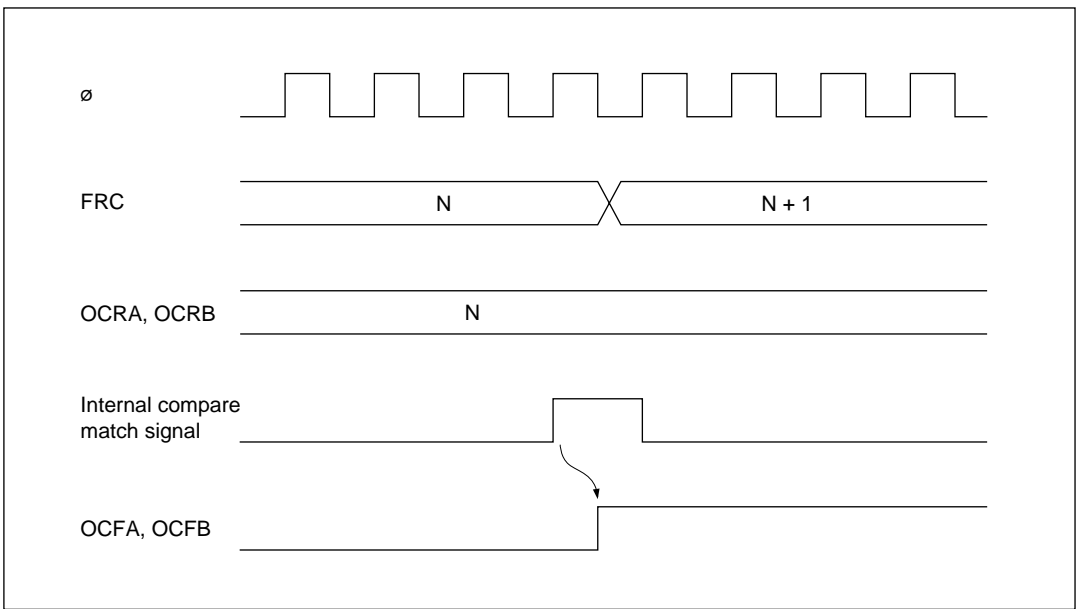 ø
FRC
N
N + 1
OCRA, OCRB
N
Internal compare
match signal
OCFA, OCFB